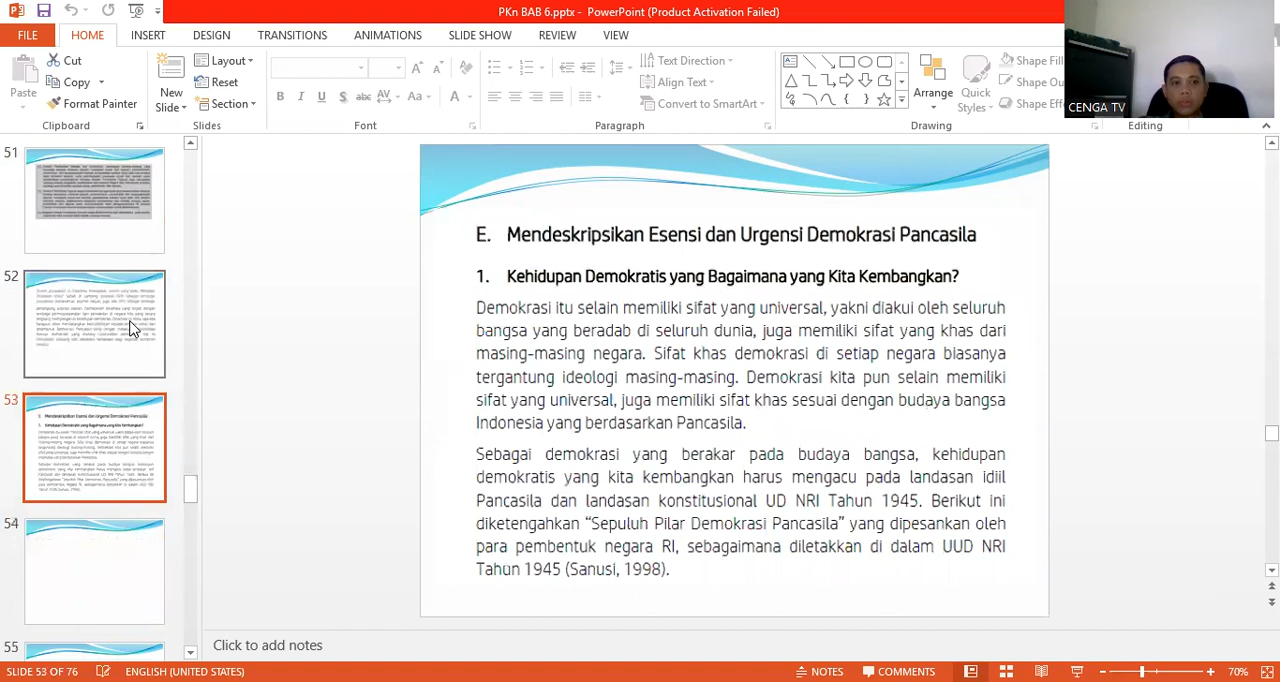 PKn BAB 6.pptx - PowerPoint (Product Activation Failed)
FILE HOME INSERT DESIGN TRANSITIONS ANIMATIONS SLIDE SHOW REVIEW VIEW
Cut
Copy
Format Painter
Paste
Clipboard
New
Slide
Layout
Reset
Section
Slides
B I U S abc AV Aa A
Font
Text Direction
Align Text
Convert to SmartArt
Paragraph
Arrange
Quick
Styles
Shape Fill
Shape Ou
Shape Effe
Drawing
Editing
CENGA TV
51
52
53
54
55
E. Mendeskripsikan Esensi dan Urgensi Demokrasi Pancasila
1. Kehidupan Demokratis yang Bagaimana yang Kita Kembangkan?
Demokrasi itu selain memiliki sifat yang universal, yakni diakui oleh seluruh
bangsa yang beradab di seluruh dunia, juga memiliki sifat yang khas dari
masing-masing negara. Sifat khas demokrasi di setiap negara biasanya
tergantung ideologi masing-masing. Demokrasi kita pun selain memiliki
sifat yang universal, juga memiliki sifat khas sesuai dengan budaya bangsa
Indonesia yang berdasarkan Pancasila.
Sebagai demokrasi yang berakar pada budaya bangsa, kehidupan
demokratis yang kita kembangkan harus mengacu pada landasan idiil
Pancasila dan landasan konstitusional UD NRI Tahun 1945. Berikut ini
diketengahkan "Sepuluh Pilar Demokrasi Pancasila" yang dipesankan oleh
para pembentuk negara RI, sebagaimana diletakkan di dalam UUD NRI
Tahun 1945 (Sanusi, 1998).
Click to add notes
SLIDE 53 OF 76 ENGLISH (UNITED STATES) NOTES COMMENTS 70%